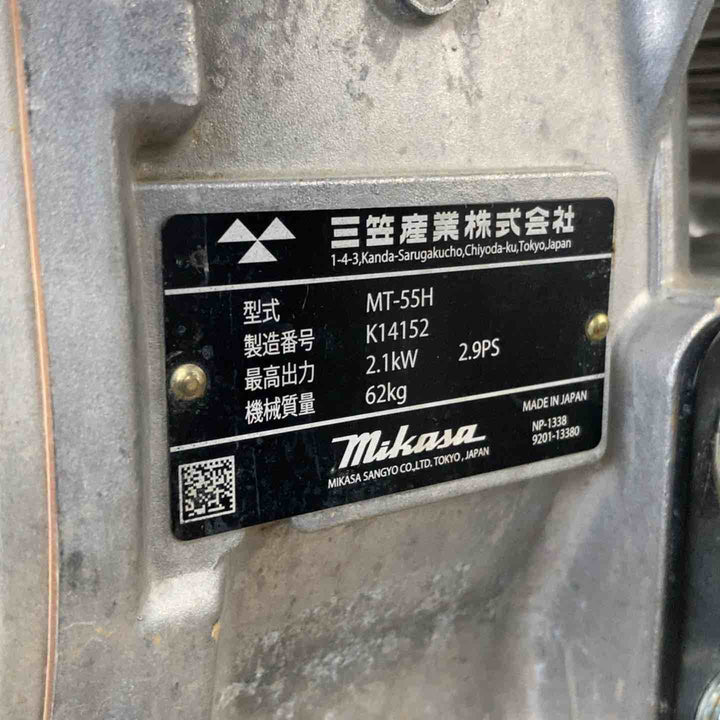 三笠産業株式会社
1-4-3,Kanda-Sarugakucho,Chiyoda-ku,Tokyo,Japan
型式 MT-55H
製造番号 K14152
最高出力 2.1kW 2.9PS
機械質量 62kg
mikasa
MIKASA SANGYO CO.,LTD. TOKYO, JAPAN
MADE IN JAPAN
NP-1338
9201-13380